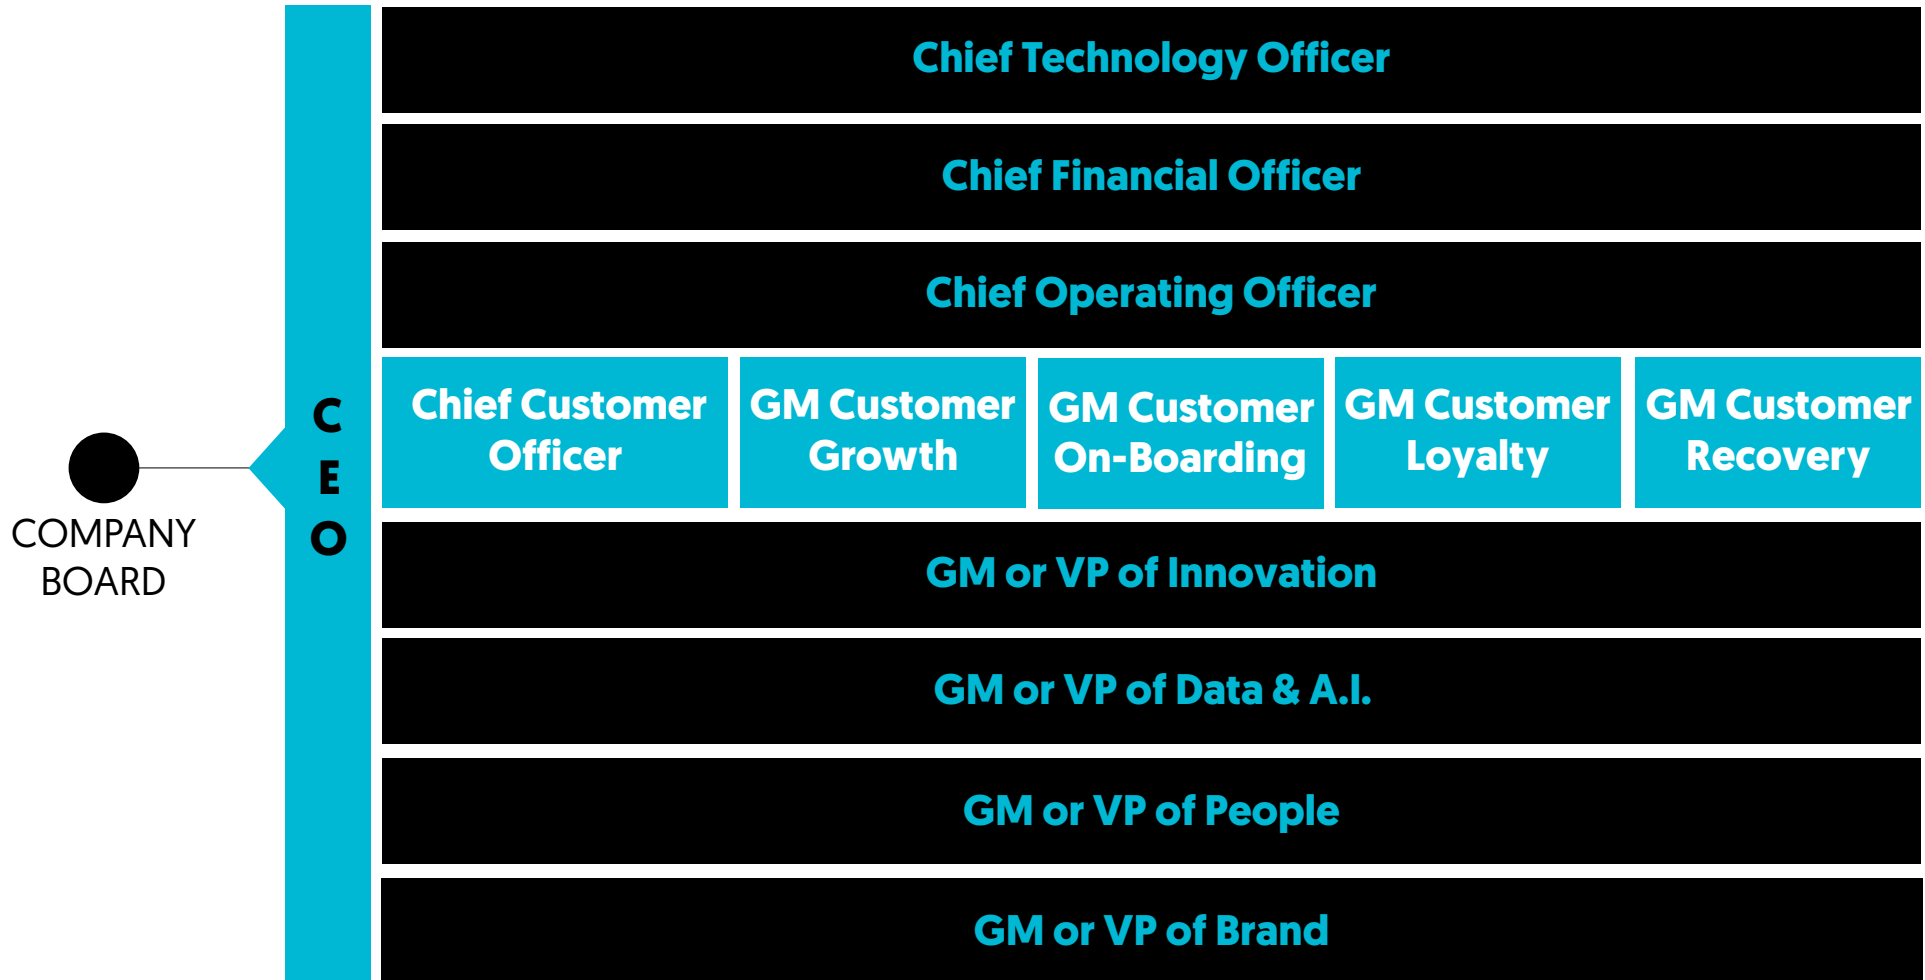 COMPANY
BOARD
C
E
O
Chief Technology Officer
Chief Financial Officer
Chief Operating Officer
Chief Customer
Officer
GM Customer
Growth
GM Customer
On-Boarding
GM Customer
Loyalty
GM Customer
Recovery
GM or VP of Innovation
GM or VP of Data & A.I.
GM or VP of People
GM or VP of Brand